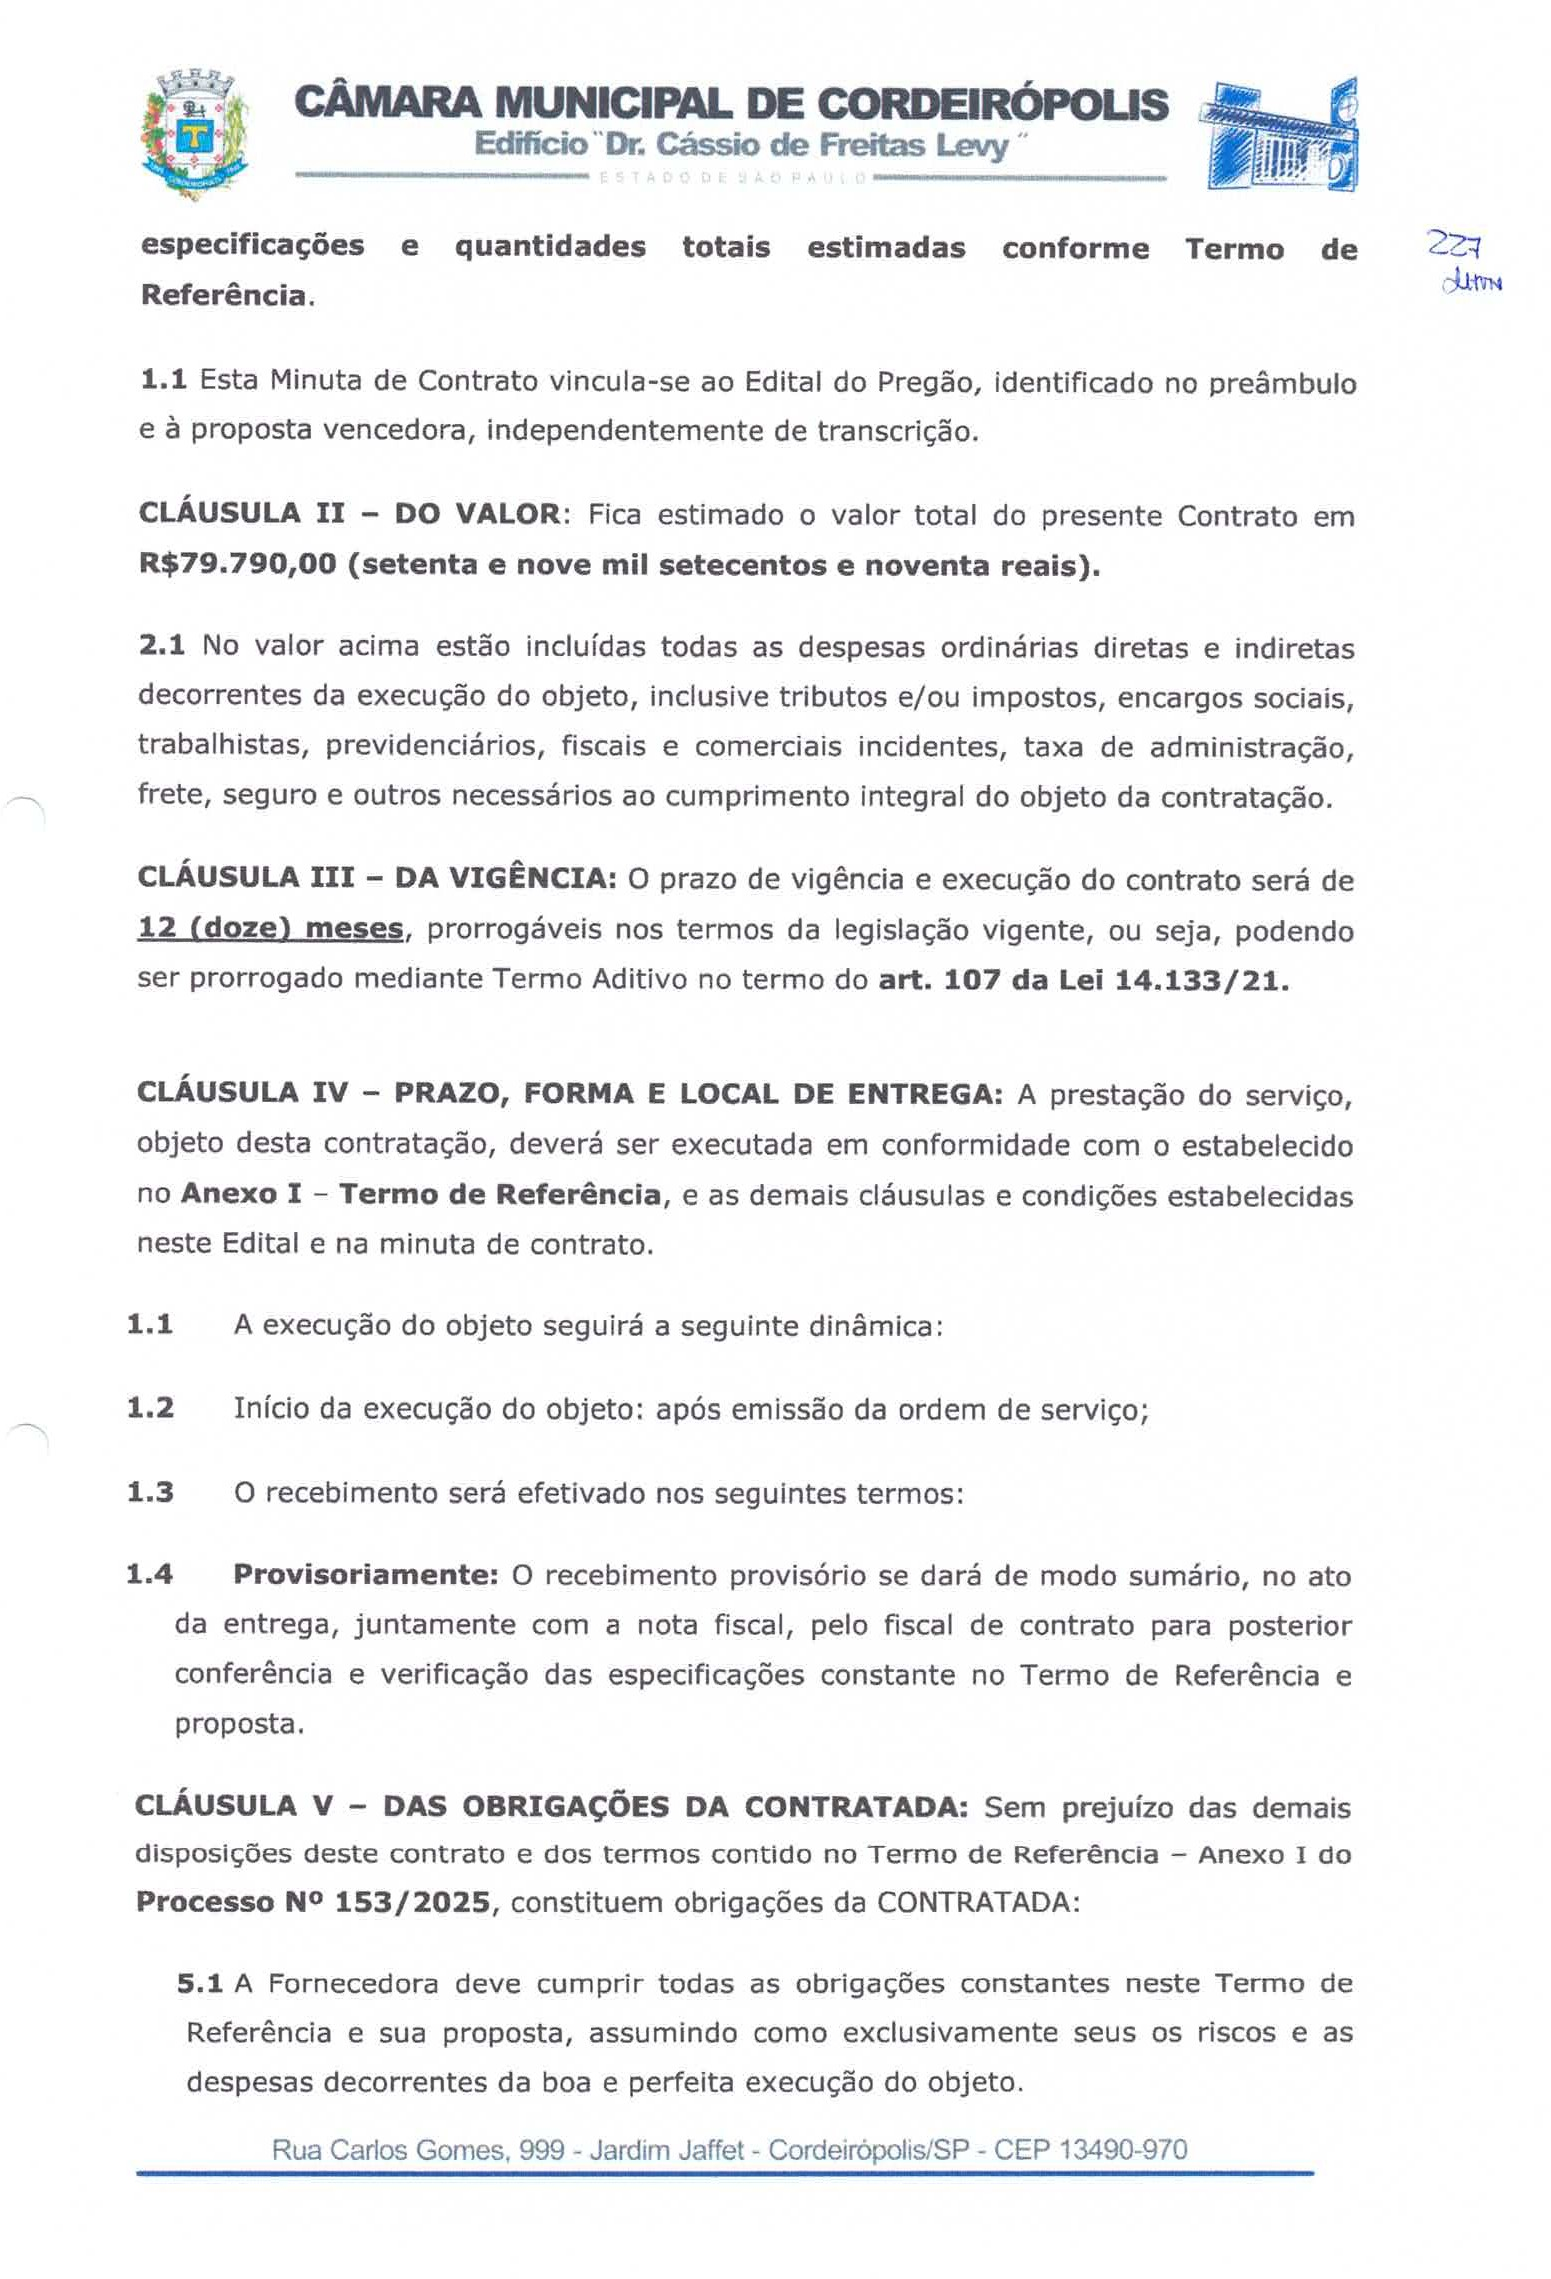 CÂMARA MUNICIPAL DE CORDEIRÓPOLIS
Edifício "Dr. Cássio de Freitas Levy"
ESTADO DE SÃO PAULO
especificações e quantidades totais estimadas conforme Termo de
227
Referência.
1.1 Esta Minuta de Contrato vincula-se ao Edital do Pregão, identificado no preâmbulo
e à proposta vencedora, independentemente de transcrição.
CLÁUSULA II – DO VALOR: Fica estimado o valor total do presente Contrato em
R$79.790,00 (setenta e nove mil setecentos e noventa reais).
2.1 No valor acima estão incluídas todas as despesas ordinárias diretas e indiretas
decorrentes da execução do objeto, inclusive tributos e/ou impostos, encargos sociais,
trabalhistas, previdenciários, fiscais e comerciais incidentes, taxa de administração,
frete, seguro e outros necessários ao cumprimento integral do objeto da contratação.
CLÁUSULA III – DA VIGÊNCIA: O prazo de vigência e execução do contrato será de
12 (doze) meses, prorrogáveis nos termos da legislação vigente, ou seja, podendo
ser prorrogado mediante Termo Aditivo no termo do art. 107 da Lei 14.133/21.
CLÁUSULA IV – PRAZO, FORMA E LOCAL DE ENTREGA: A prestação do serviço,
objeto desta contratação, deverá ser executada em conformidade com o estabelecido
no Anexo I – Termo de Referência, e as demais cláusulas e condições estabelecidas
neste Edital e na minuta de contrato.
1.1 A execução do objeto seguirá a seguinte dinâmica:
1.2 Início da execução do objeto: após emissão da ordem de serviço;
1.3 O recebimento será efetivado nos seguintes termos:
1.4 Provisoriamente: O recebimento provisório se dará de modo sumário, no ato
da entrega, juntamente com a nota fiscal, pelo fiscal de contrato para posterior
conferência e verificação das especificações constante no Termo de Referência e
proposta.
CLÁUSULA V – DAS OBRIGAÇÕES DA CONTRATADA: Sem prejuízo das demais
disposições deste contrato e dos termos contido no Termo de Referência – Anexo I do
Processo Nº 153/2025, constituem obrigações da CONTRATADA:
5.1 A Fornecedora deve cumprir todas as obrigações constantes neste Termo de
Referência e sua proposta, assumindo como exclusivamente seus os riscos e as
despesas decorrentes da boa e perfeita execução do objeto.
Rua Carlos Gomes, 999 - Jardim Jaffet - Cordeirópolis/SP - CEP 13490-970